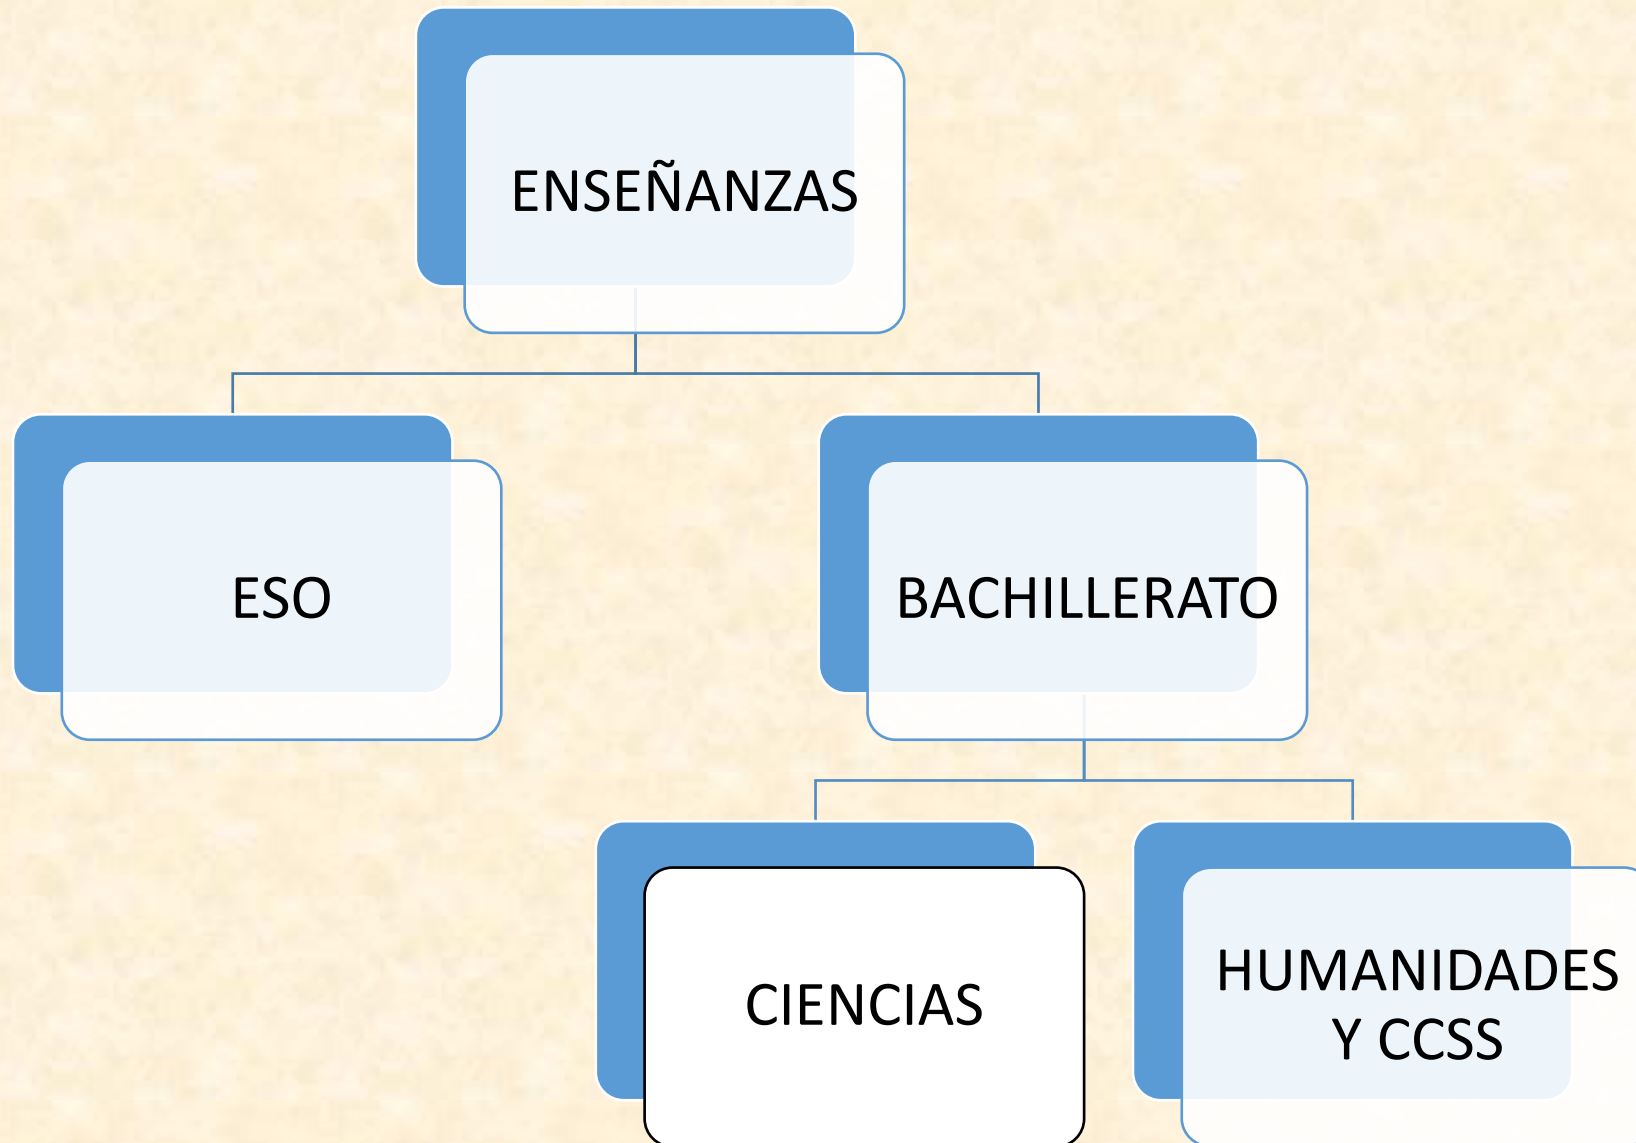 ENSEÑANZAS
ESO
BACHILLERATO
CIENCIAS
HUMANIDADES
Y CCSS